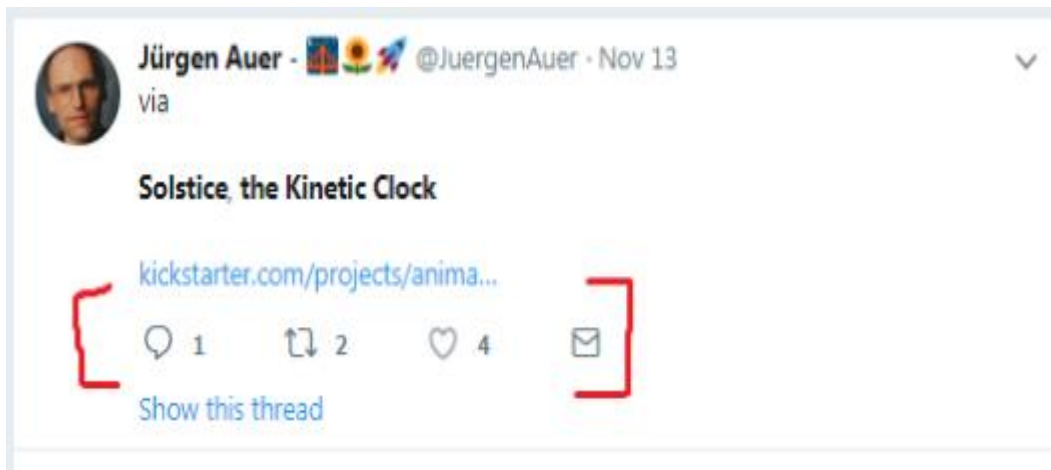 Jürgen Auer - 🌉🌻🚀 @JuergenAuer · Nov 13
via
Solstice, the Kinetic Clock
kickstarter.com/projects/anima...
1 2 4
Show this thread